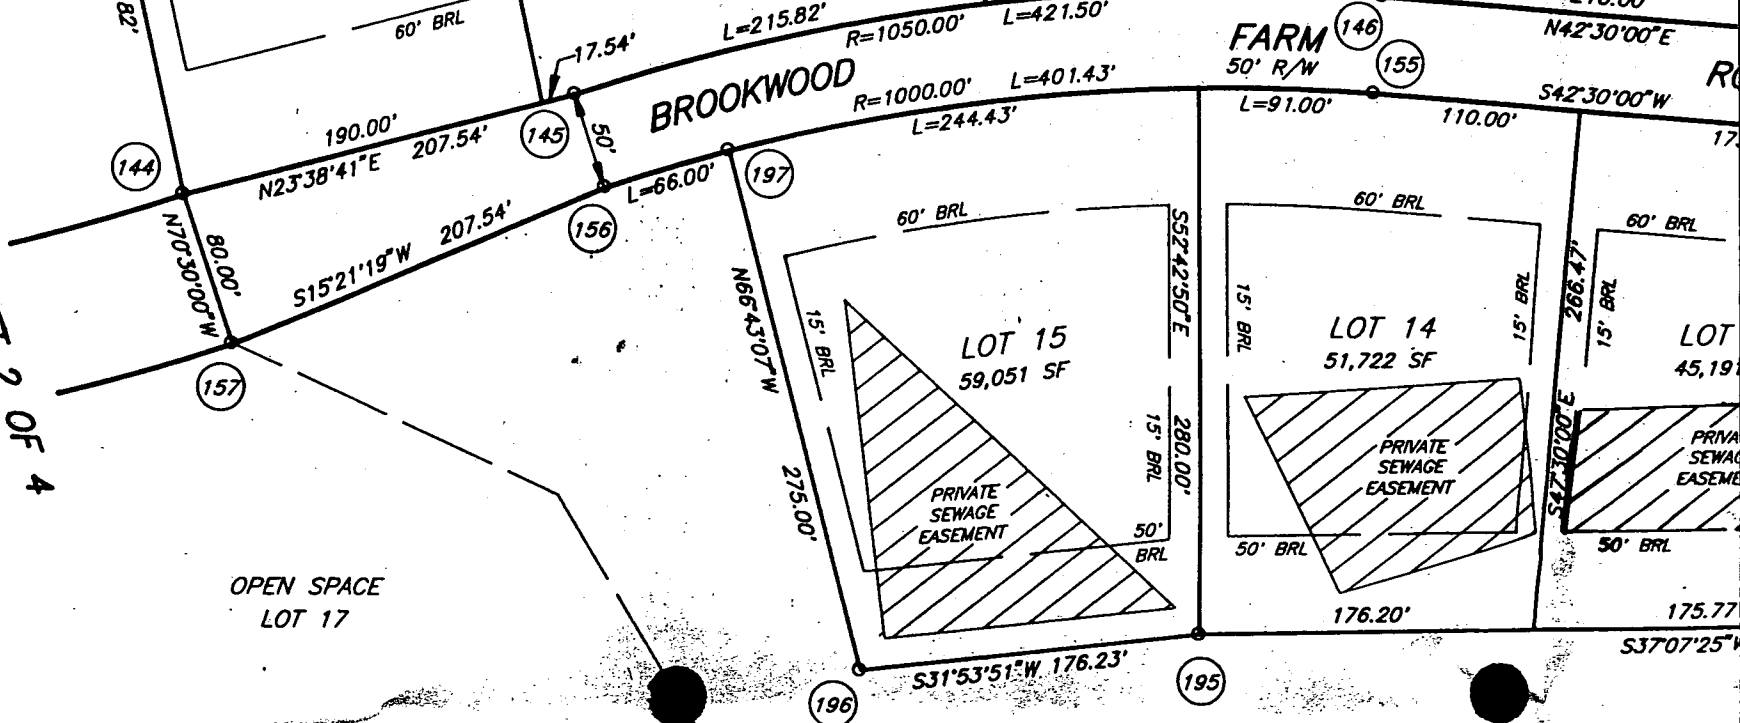 82'
60' BRL
L=215.82'
R=1050.00'
L=421.50'
FARM
50' R/W
146
N42°30'00"E
155
17.54'
BROOKWOOD
R=1000.00'
L=401.43'
L=244.43'
L=91.00'
S42°30'00"W
110.00'
190.00'
207.54'
N23°38'41"E
144
145
50'
197
L=66.00'
156
N70°30'00"W
80.00'
S15°21'19"W
207.54'
157
2 OF 4
60' BRL
N66°43'07"W
275.00'
15' BRL
LOT 15
59,051 SF
S52°42'50"E
280.00'
15' BRL
PRIVATE
SEWAGE
EASEMENT
50'
BRL
60' BRL
15' BRL
LOT 14
51,722 SF
15' BRL
PRIVATE
SEWAGE
EASEMENT
50' BRL
266.47'
S47°30'00"E
60' BRL
15' BRL
LOT
45,191
50' BRL
OPEN SPACE
LOT 17
176.20'
175.77'
S37°07'25"W
S31°53'51"W 176.23'
196
195